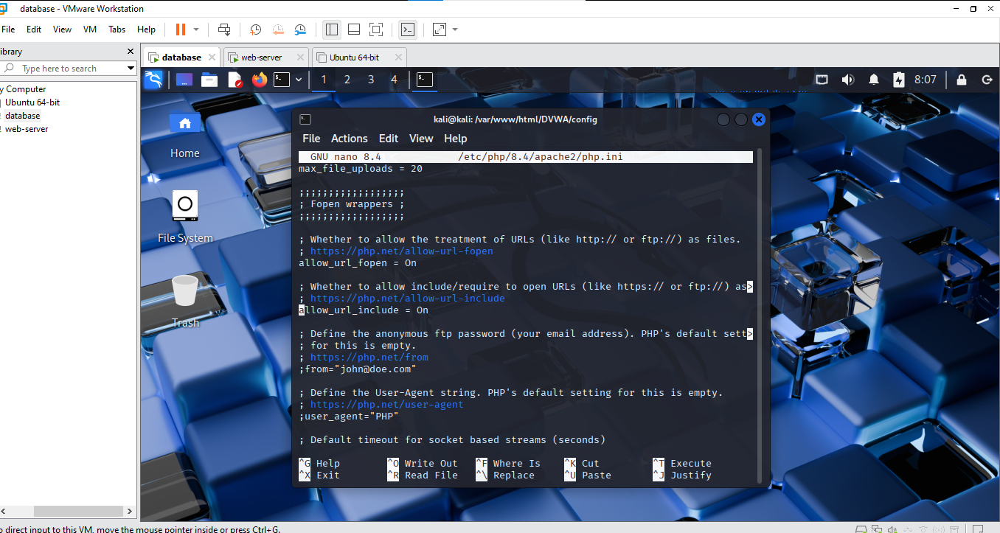 database - VMware Workstation
File Edit View VM Tabs Help
ibrary
Type here to search
y Computer
Ubuntu 64-bit
database
web-server
database web-server Ubuntu 64-bit
1 2 3 4 8:07
Home
File System
Trash
kali@kali: /var/www/html/DVWA/config
File Actions Edit View Help
GNU nano 8.4 /etc/php/8.4/apache2/php.ini
max_file_uploads = 20
;;;;;;;;;;;;;;;;;;
; Fopen wrappers ;
;;;;;;;;;;;;;;;;;;
; Whether to allow the treatment of URLs (like http:// or ftp://) as files.
; https://php.net/allow-url-fopen
allow_url_fopen = On
; Whether to allow include/require to open URLs (like https:// or ftp://) as>
; https://php.net/allow-url-include
allow_url_include = On
; Define the anonymous ftp password (your email address). PHP's default sett>
; for this is empty.
; https://php.net/from
;from="john@doe.com"
; Define the User-Agent string. PHP's default setting for this is empty.
; https://php.net/user-agent
;user_agent="PHP"
; Default timeout for socket based streams (seconds)
^G Help ^O Write Out ^F Where Is ^K Cut ^T Execute
^X Exit ^R Read File ^\ Replace ^U Paste ^J Justify
o direct input to this VM, move the mouse pointer inside or press Ctrl+G.